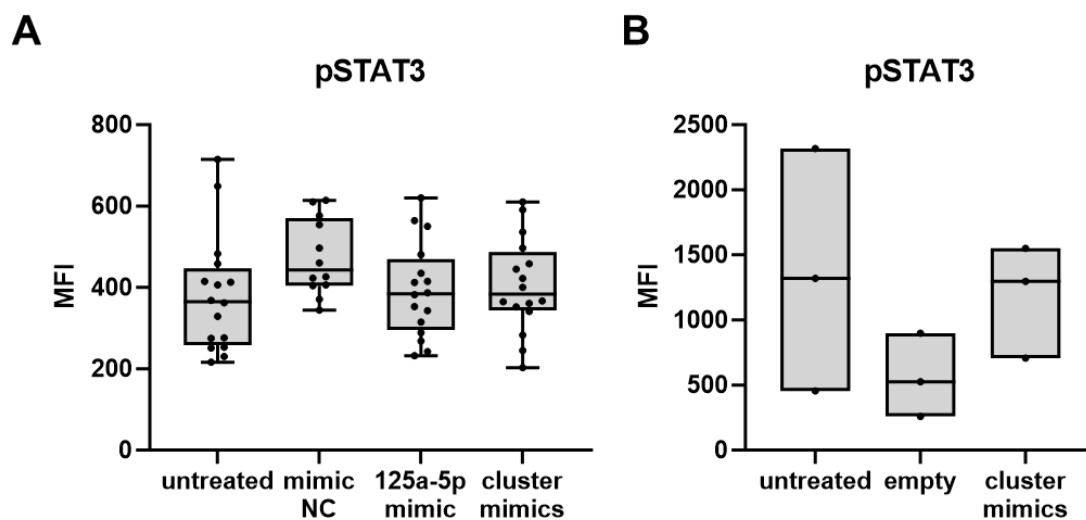 A
pSTAT3
MFI
800
600
400
200
0
untreated
mimic
NC
125a-5p
mimic
cluster
mimics
B
pSTAT3
MFI
2500
2000
1500
1000
500
0
untreated
empty
cluster
mimics